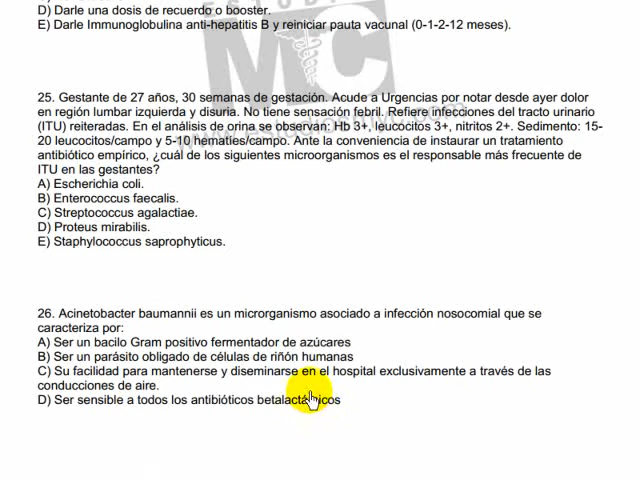 D) Darle una dosis de recuerdo o booster.
E) Darle Immunoglobulina anti-hepatitis B y reiniciar pauta vacunal (0-1-2-12 meses).
MC
25. Gestante de 27 años, 30 semanas de gestación. Acude a Urgencias por notar desde ayer dolor
en región lumbar izquierda y disuria. No tiene sensación febril. Refiere infecciones del tracto urinario
(ITU) reiteradas. En el análisis de orina se observan: Hb 3+, leucocitos 3+, nitritos 2+. Sedimento: 15-
20 leucocitos/campo y 5-10 hematíes/campo. Ante la conveniencia de instaurar un tratamiento
antibiótico empírico, ¿cuál de los siguientes microorganismos es el responsable más frecuente de
ITU en las gestantes?
A) Escherichia coli.
B) Enterococcus faecalis.
C) Streptococcus agalactiae.
D) Proteus mirabilis.
E) Staphylococcus saprophyticus.
26. Acinetobacter baumannii es un microrganismo asociado a infección nosocomial que se
caracteriza por:
A) Ser un bacilo Gram positivo fermentador de azúcares
B) Ser un parásito obligado de células de riñón humanas
C) Su facilidad para mantenerse y diseminarse en el hospital exclusivamente a través de las
conducciones de aire.
D) Ser sensible a todos los antibióticos betalactámicos